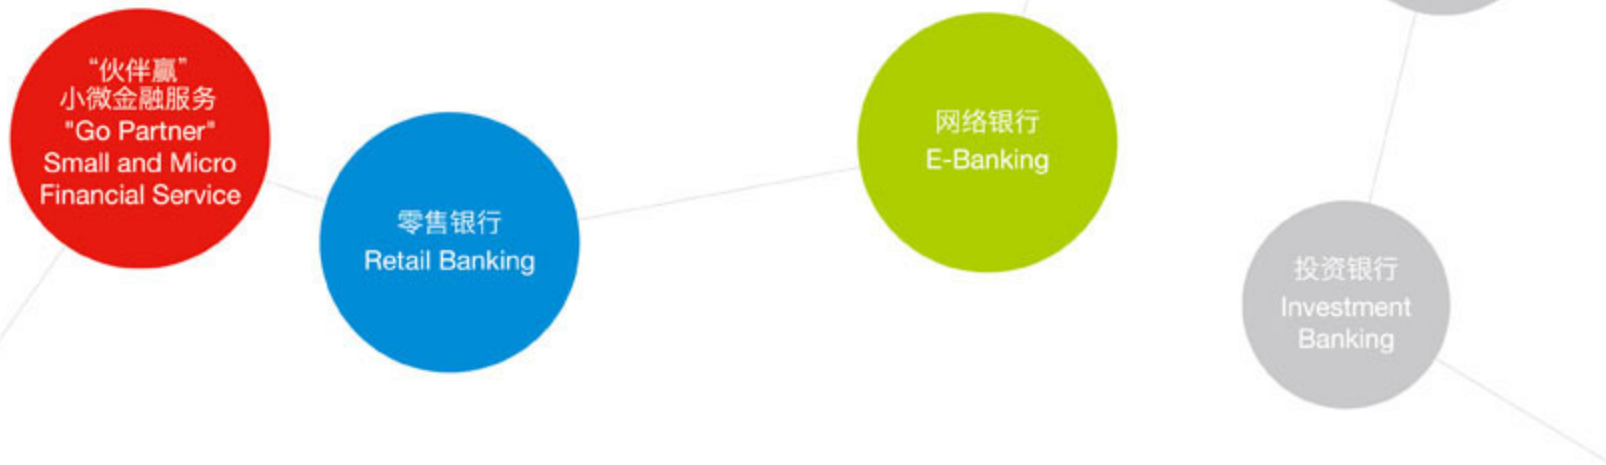 “伙伴赢”
小微金融服务
"Go Partner"
Small and Micro
Financial Service
零售银行
Retail Banking
网络银行
E-Banking
投资银行
Investment
Banking